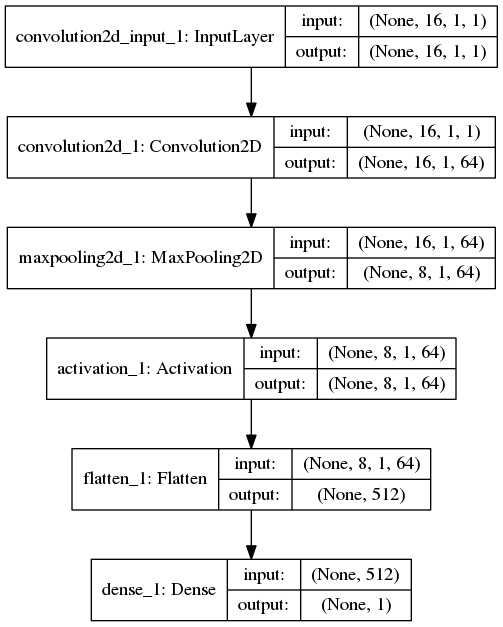 convolution2d_input_1: InputLayer
input: (None, 16, 1, 1)
output: (None, 16, 1, 1)
convolution2d_1: Convolution2D
input: (None, 16, 1, 1)
output: (None, 16, 1, 64)
maxpooling2d_1: MaxPooling2D
input: (None, 16, 1, 64)
output: (None, 8, 1, 64)
activation_1: Activation
input: (None, 8, 1, 64)
output: (None, 8, 1, 64)
flatten_1: Flatten
input: (None, 8, 1, 64)
output: (None, 512)
dense_1: Dense
input: (None, 512)
output: (None, 1)